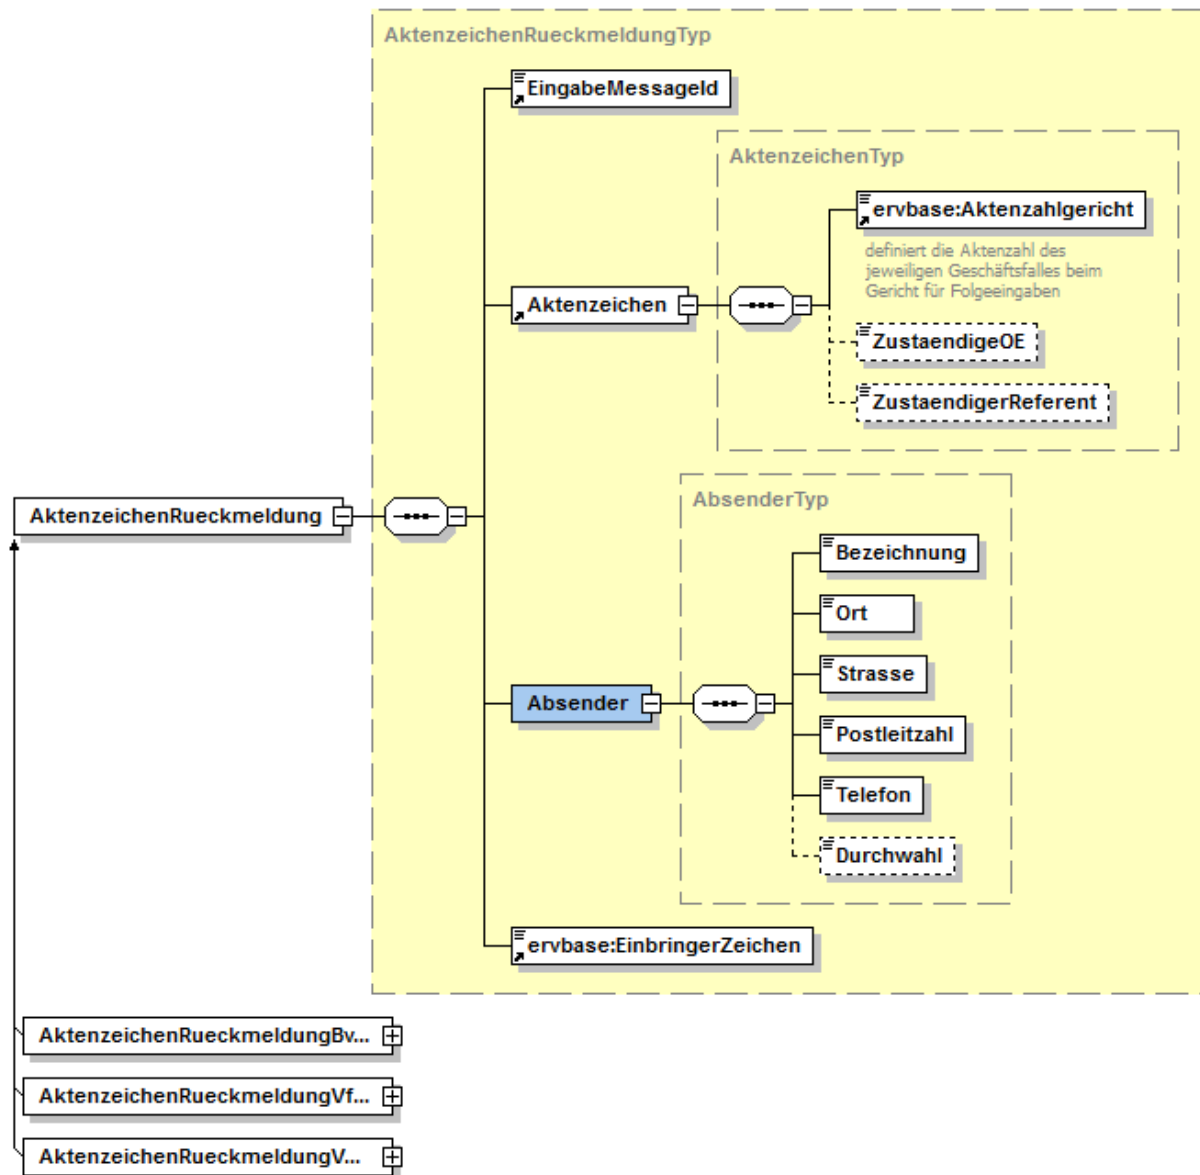 AktenzeichenRueckmeldungTyp
EingabeMessageId
AktenzeichenTyp
ervbase:Aktenzahlgericht
definiert die Aktenzahl des
jeweiligen Geschäftsfalles beim
Gericht für Folgeeingaben
Aktenzeichen
ZustaendigeOE
ZustaendigerReferent
AktenzeichenRueckmeldung
AbsenderTyp
Bezeichnung
Ort
Strasse
Absender
Postleitzahl
Telefon
Durchwahl
ervbase:EinbringerZeichen
AktenzeichenRueckmeldungBv...
AktenzeichenRueckmeldungVf...
AktenzeichenRueckmeldungV...